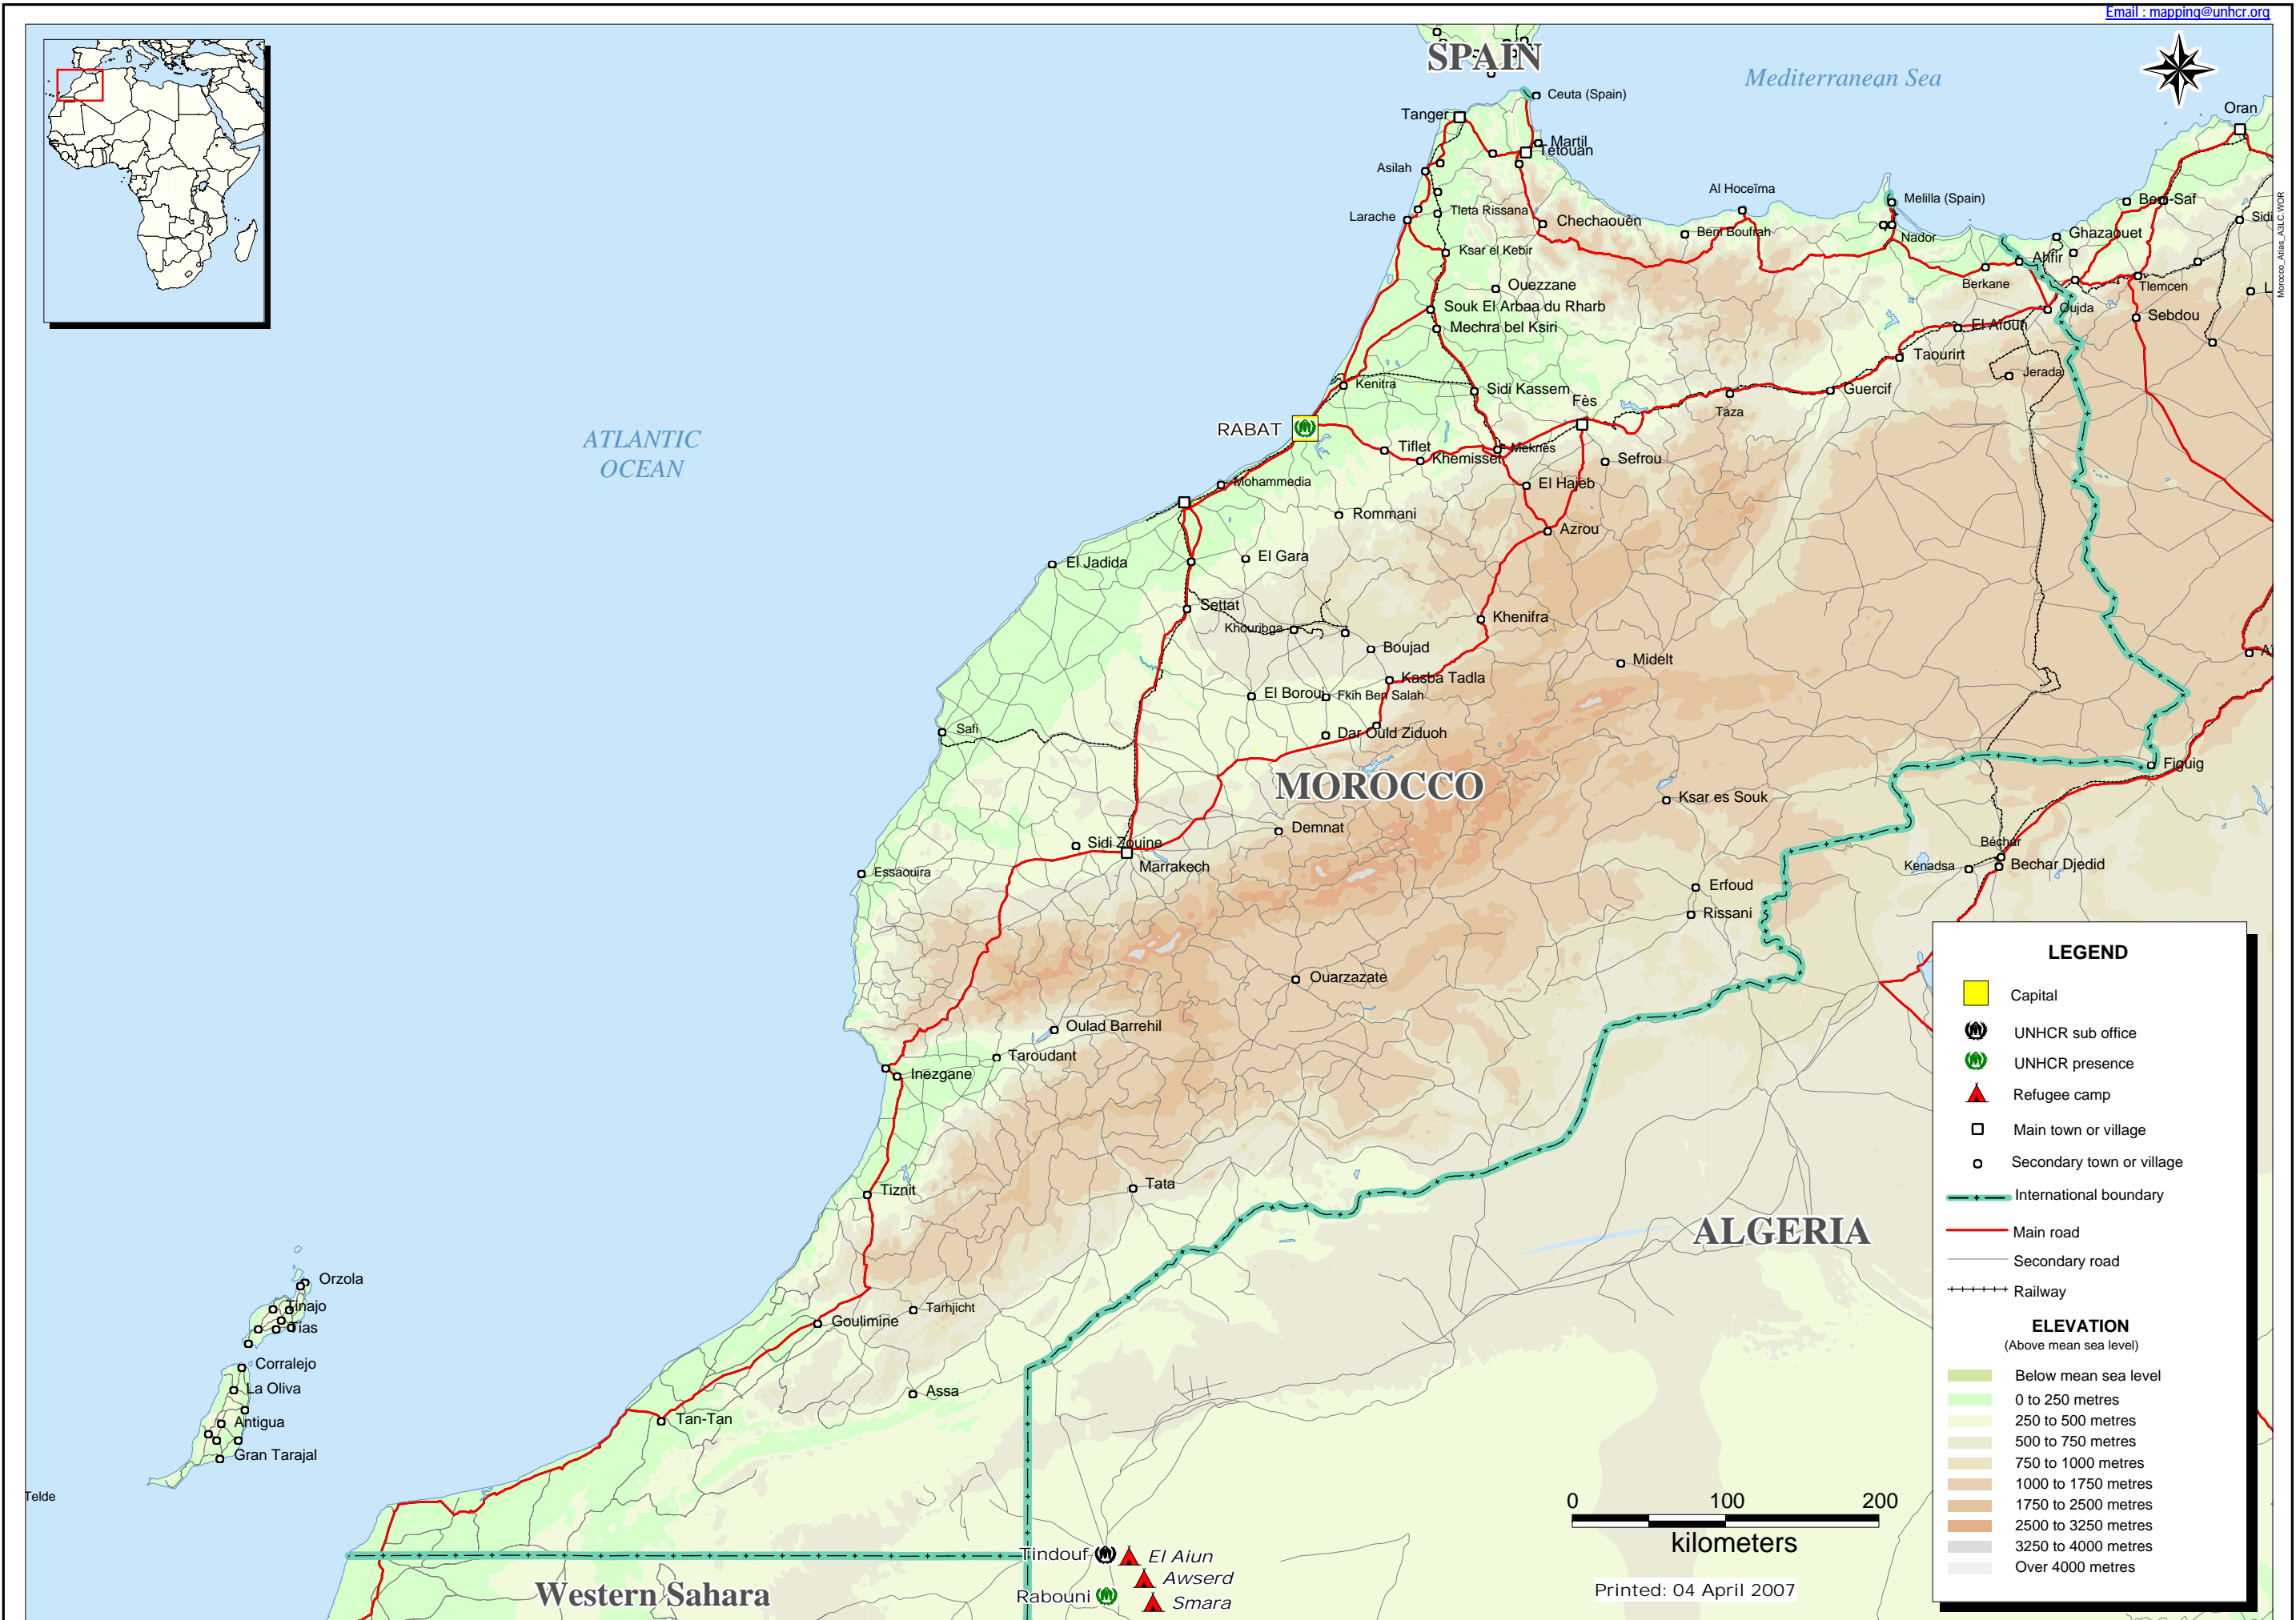 Email : mapping@unhcr.org
SPAIN
Mediterranean Sea
Ceuta (Spain)
Tanger
Oran
Martil
Tetouan
Asilah
Al Hoceïma
Melilla (Spain)
Beni-Saf
Larache
Tleta Rissana
Chechaouen
Beni Boufrah
Nador
Ghazaouet
Sidi
Morocco_Atlas_A3LC.WOR
Ksar el Kebir
Ahfir
Berkane
Tlemcen
Ouezzane
L
Souk El Arbaa du Rharb
Oujda
Sebdou
Mechra bel Ksiri
El Aioun
Taourirt
Jerada
Kenitra
Sidi Kassem
Guercif
Fès
Taza
RABAT
ATLANTIC
OCEAN
Tiflet
Meknes
Khemisset
Sefrou
Mohammedia
El Hajeb
Rommani
Azrou
El Gara
El Jadida
Settat
Khenifra
Khouribga
Boujad
Midelt
Kasba Tadla
El Borouj
Fkih Ben Salah
Safi
Dar Ould Ziduoh
Figuig
MOROCCO
Ksar es Souk
Demnat
Sidi Zouine
Béchar
Marrakech
Kenadsa
Bechar Djedid
Essaouira
Erfoud
Rissani
Ouarzazate
Oulad Barrehil
Taroudant
Inezgane
Tiznit
Tata
ALGERIA
Orzola
Tinajo
Tias
Tarhjicht
Goulimine
Corralejo
La Oliva
Assa
Antigua
Tan-Tan
Gran Tarajal
Telde
Tindouf
El Aiun
Awserd
Western Sahara
Rabouni
Smara
0 100 200
kilometers
Printed: 04 April 2007
LEGEND
Capital
UNHCR sub office
UNHCR presence
Refugee camp
Main town or village
Secondary town or village
International boundary
Main road
Secondary road
Railway
ELEVATION
(Above mean sea level)
Below mean sea level
0 to 250 metres
250 to 500 metres
500 to 750 metres
750 to 1000 metres
1000 to 1750 metres
1750 to 2500 metres
2500 to 3250 metres
3250 to 4000 metres
Over 4000 metres